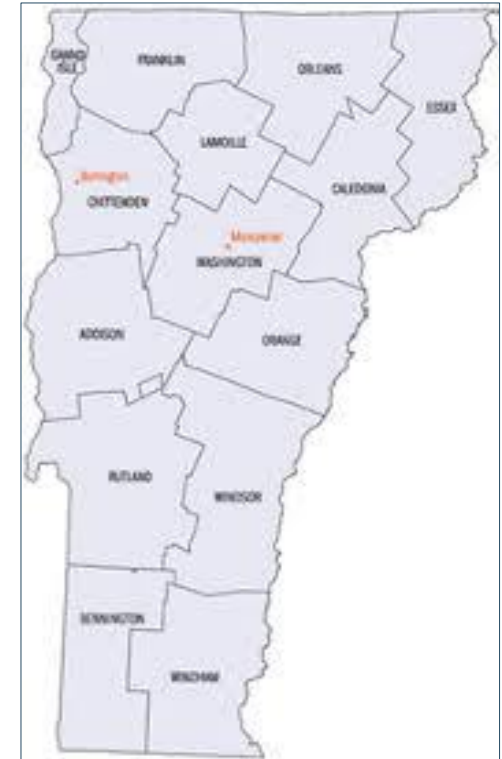 GRAND
ISLE
FRANKLIN
ORLEANS
ESSEX
LAMOILLE
Burlington
CALEDONIA
CHITTENDEN
Montpelier
WASHINGTON
ADDISON
ORANGE
RUTLAND
WINDSOR
BENNINGTON
WINDHAM